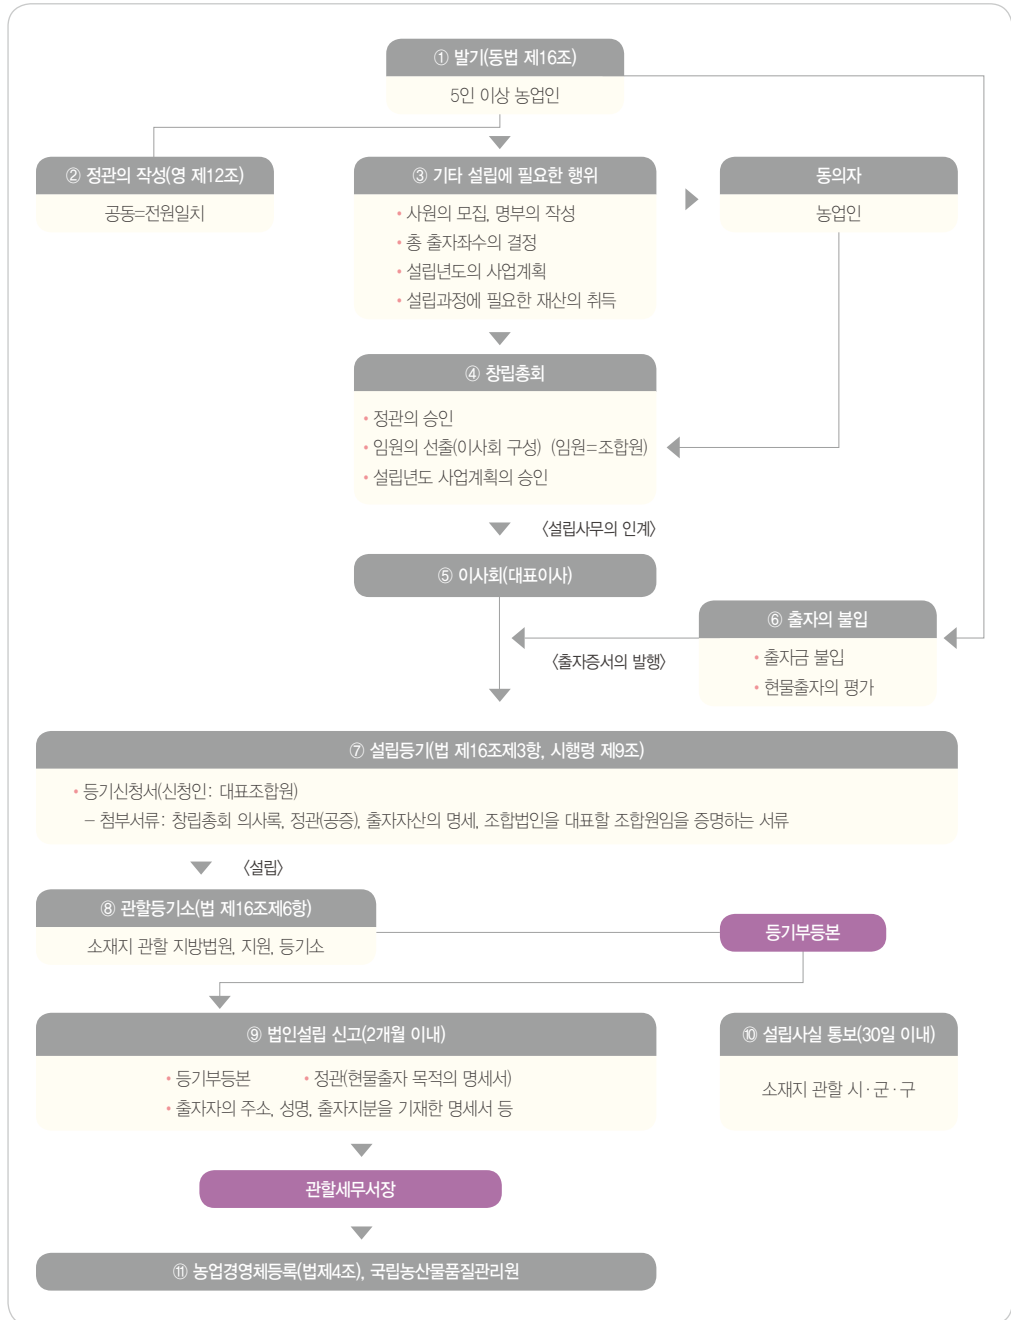 ① 발기(동법 제16조)
5인 이상 농업인
② 정관의 작성(영 제12조)
공동=전원일치
③ 기타 설립에 필요한 행위
• 사원의 모집, 명부의 작성
• 총 출자좌수의 결정
• 설립년도의 사업계획
• 설립과정에 필요한 재산의 취득
동의자
농업인
④ 창립총회
• 정관의 승인
• 임원의 선출(이사회 구성) (임원=조합원)
• 설립년도 사업계획의 승인
〈설립사무의 인계〉
⑤ 이사회(대표이사)
⑥ 출자의 불입
• 출자금 불입
• 현물출자의 평가
〈출자증서의 발행〉
⑦ 설립등기(법 제16조제3항, 시행령 제9조)
• 등기신청서(신청인: 대표조합원)
– 첨부서류: 창립총회 의사록, 정관(공증), 출자자산의 명세, 조합법인을 대표할 조합원임을 증명하는 서류
〈설립〉
⑧ 관할등기소(법 제16조제6항)
소재지 관할 지방법원, 지원, 등기소
등기부등본
⑨ 법인설립 신고(2개월 이내)
• 등기부등본 • 정관(현물출자 목적의 명세서)
• 출자자의 주소, 성명, 출자지분을 기재한 명세서 등
⑩ 설립사실 통보(30일 이내)
소재지 관할 시·군·구
관할세무서장
⑪ 농업경영체등록(법제4조), 국립농산물품질관리원